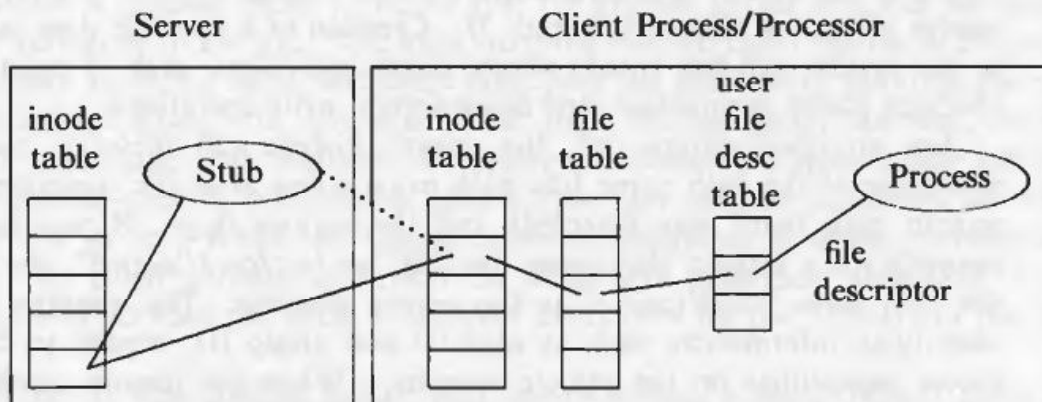 Server
Client Process/Processor
inode
table
Stub
inode
table
file
table
user
file
desc
table
Process
file
descriptor